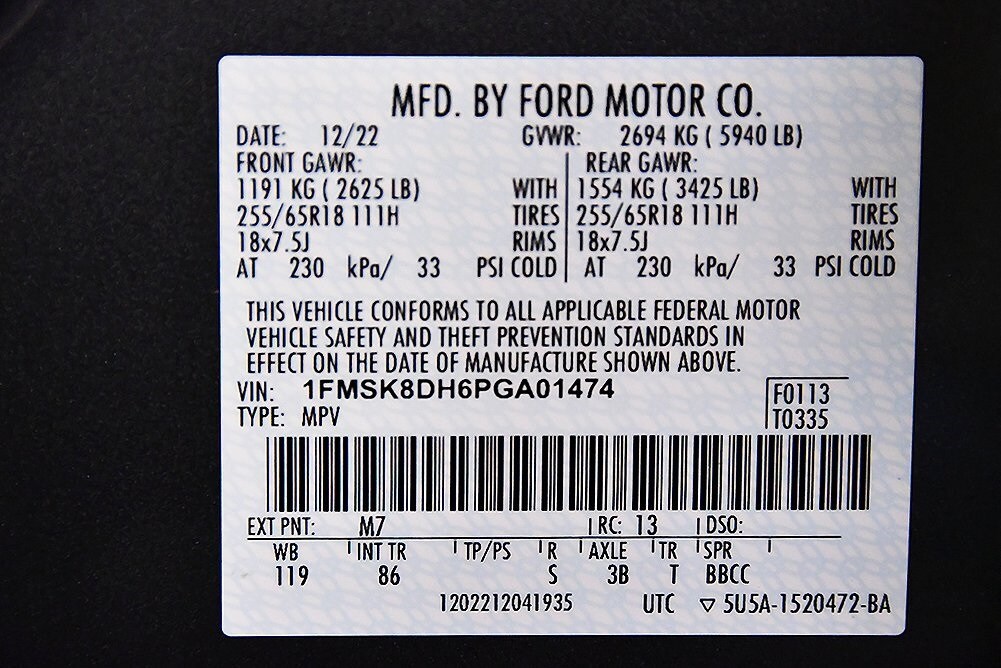 MFD. BY FORD MOTOR CO.
DATE: 12/22 GVWR: 2694 KG ( 5940 LB)
FRONT GAWR: REAR GAWR:
1191 KG ( 2625 LB) WITH 1554 KG ( 3425 LB) WITH
255/65R18 111H TIRES 255/65R18 111H TIRES
18x7.5J RIMS 18x7.5J RIMS
AT 230 kPa/ 33 PSI COLD AT 230 kPa/ 33 PSI COLD
THIS VEHICLE CONFORMS TO ALL APPLICABLE FEDERAL MOTOR
VEHICLE SAFETY AND THEFT PREVENTION STANDARDS IN
EFFECT ON THE DATE OF MANUFACTURE SHOWN ABOVE.
VIN: 1FMSK8DH6PGA01474
F0113
TYPE: MPV T0335
EXT PNT: M7 RC: 13 DSO:
WB INT TR TP/PS R AXLE TR SPR
119 86 S 3B T BBCC
1202212041935 UTC ▽ 5U5A-1520472-BA